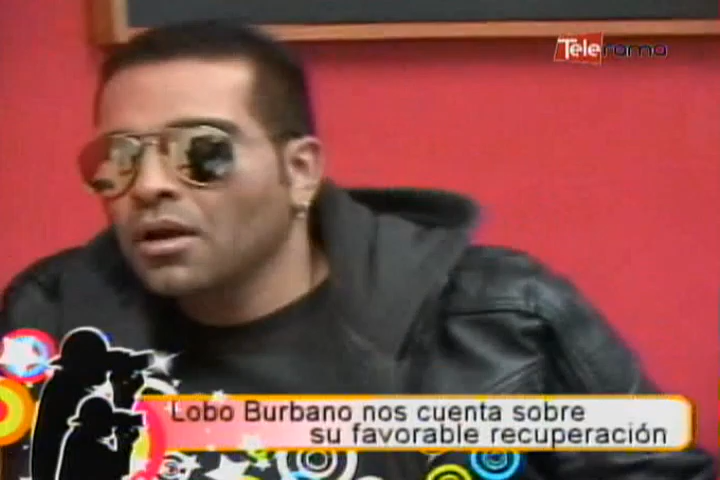 Telerama
Lobo Burbano nos cuenta sobre
su favorable recuperación